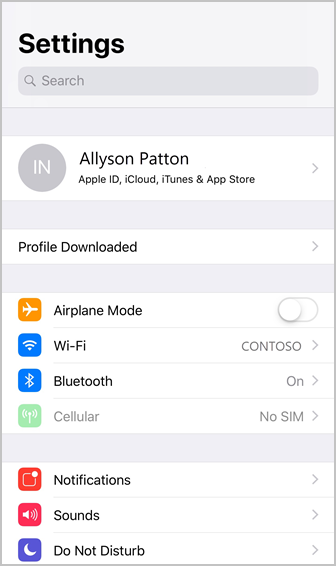 Settings
Search
IN
Allyson Patton
Apple ID, iCloud, iTunes & App Store
Profile Downloaded
Airplane Mode
Wi-Fi CONTOSO
Bluetooth On
Cellular No SIM
Notifications
Sounds
Do Not Disturb